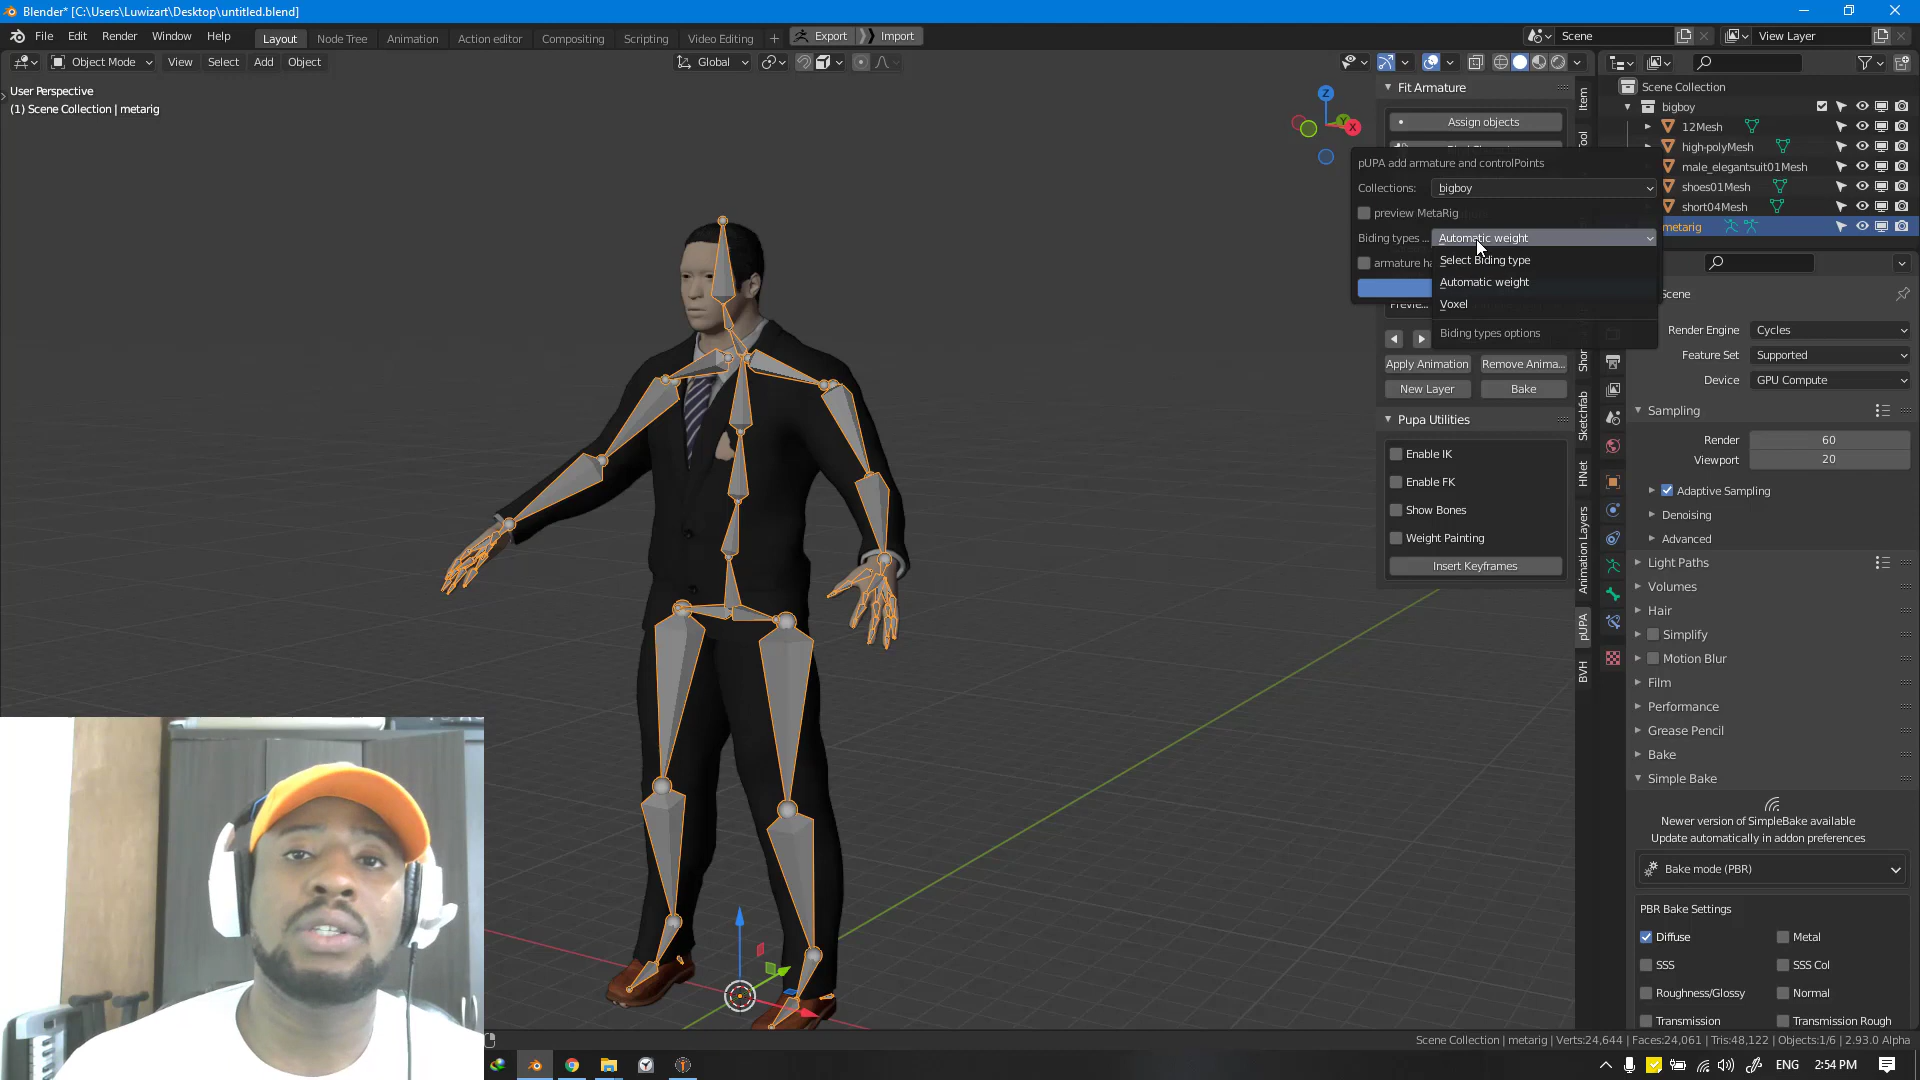 Blender* [C:\Users\Luwizart\Desktop\untitled.blend]
File Edit Render Window Help Layout Node Tree Animation Action editor Compositing Scripting Video Editing + Export Import Scene View Layer
Object Mode View Select Add Object Global
User Perspective
(1) Scene Collection | metarig
Z
Y
X
Fit Armature
Assign objects
pUPA add armature and controlPoints
Collections: bigboy
preview MetaRig
Biding types ... Automatic weight
Select Biding type
armature ha
Automatic weight
Voxel
Previe...
Biding types options
Apply Animation Remove Anima...
New Layer Bake
Pupa Utilities
Enable IK
Enable FK
Show Bones
Weight Painting
Insert Keyframes
Item
Tool
Shor
Sketchfab
HNet
Animation Layers
pUPA
BVH
Scene Collection
bigboy
12Mesh
high-polyMesh
male_elegantsuit01Mesh
shoes01Mesh
short04Mesh
metarig
Scene
Render Engine Cycles
Feature Set Supported
Device GPU Compute
Sampling
Render 60
Viewport 20
Adaptive Sampling
Denoising
Advanced
Light Paths
Volumes
Hair
Simplify
Motion Blur
Film
Performance
Grease Pencil
Bake
Simple Bake
Newer version of SimpleBake available
Update automatically in addon preferences
Bake mode (PBR)
PBR Bake Settings
Diffuse Metal
SSS SSS Col
Roughness/Glossy Normal
Transmission Transmission Rough
Scene Collection | metarig | Verts:24,644 | Faces:24,061 | Tris:48,122 | Objects:1/6 | 2.93.0 Alpha
ENG 2:54 PM